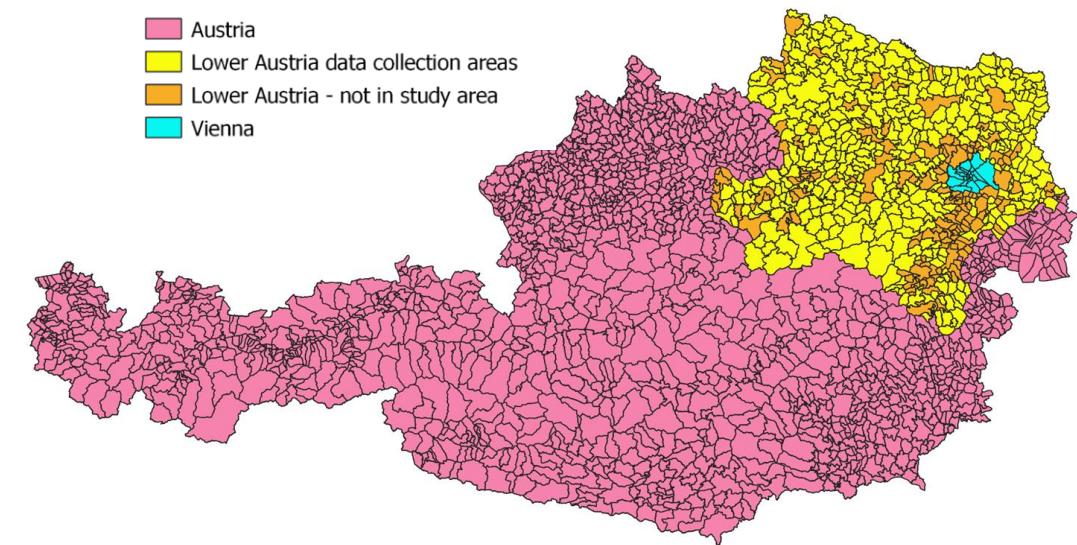 Austria
Lower Austria data collection areas
Lower Austria - not in study area
Vienna